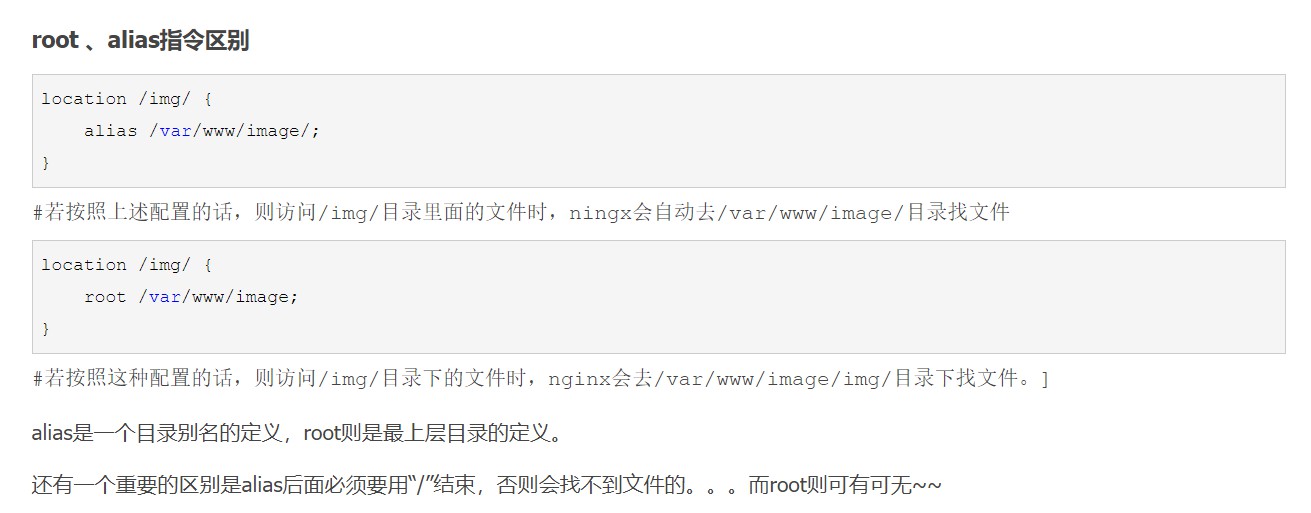 root 、alias指令区别
location /img/ {
    alias /var/www/image/;
}
#若按照上述配置的话，则访问/img/目录里面的文件时，ningx会自动去/var/www/image/目录找文件
location /img/ {
    root /var/www/image;
}
#若按照这种配置的话，则访问/img/目录下的文件时，nginx会去/var/www/image/img/目录下找文件。]
alias是一个目录别名的定义，root则是最上层目录的定义。
还有一个重要的区别是alias后面必须要用“/”结束，否则会找不到文件的。。。而root则可有可无~~